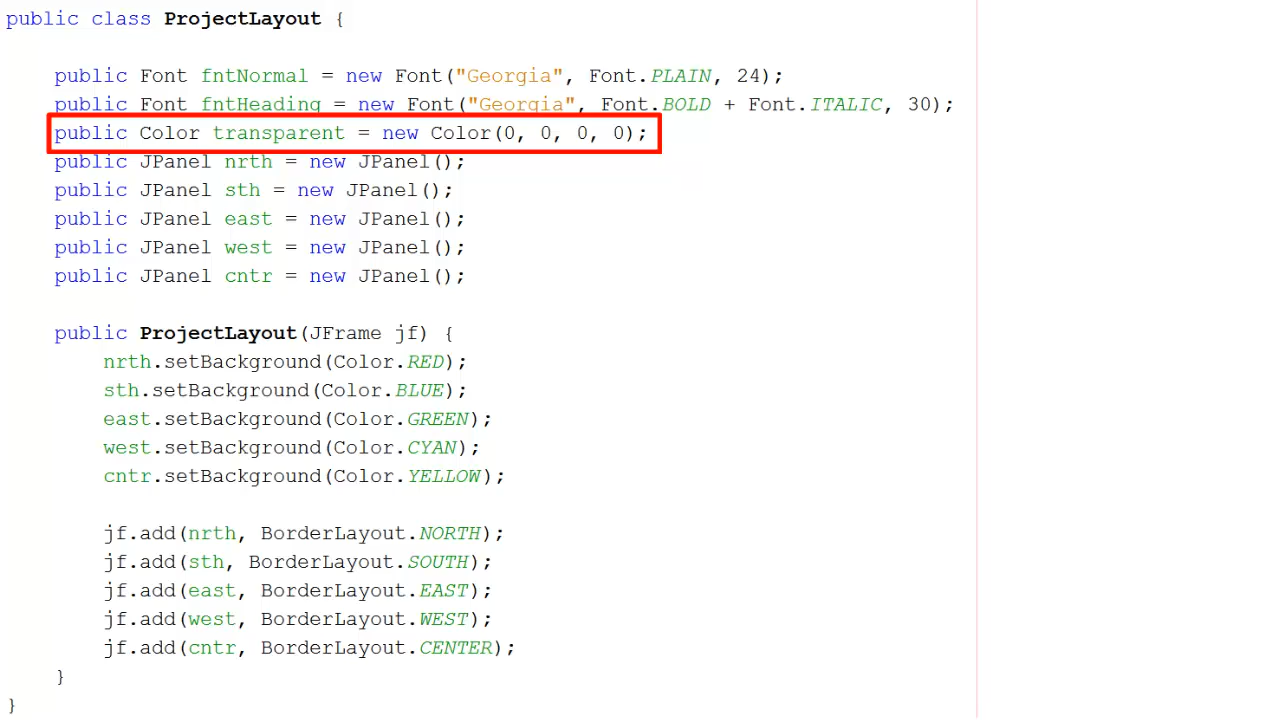 public class ProjectLayout {
public Font fntNormal = new Font("Georgia", Font.PLAIN, 24);
public Font fntHeading = new Font("Georgia", Font.BOLD + Font.ITALIC, 30);
public Color transparent = new Color(0, 0, 0, 0);
public JPanel nrth = new JPanel();
public JPanel sth = new JPanel();
public JPanel east = new JPanel();
public JPanel west = new JPanel();
public JPanel cntr = new JPanel();
public ProjectLayout(JFrame jf) {
nrth.setBackground(Color.RED);
sth.setBackground(Color.BLUE);
east.setBackground(Color.GREEN);
west.setBackground(Color.CYAN);
cntr.setBackground(Color.YELLOW);
jf.add(nrth, BorderLayout.NORTH);
jf.add(sth, BorderLayout.SOUTH);
jf.add(east, BorderLayout.EAST);
jf.add(west, BorderLayout.WEST);
jf.add(cntr, BorderLayout.CENTER);
}
}